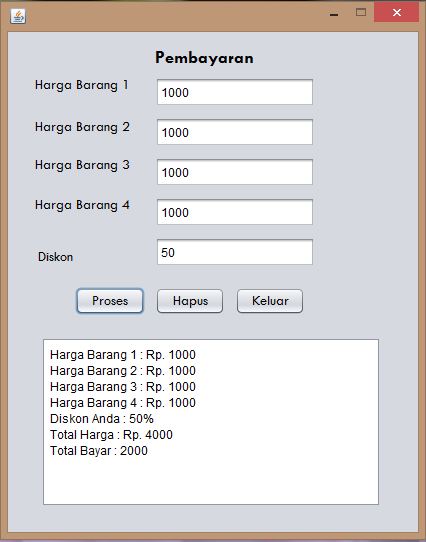 Pembayaran
Harga Barang 1 1000
Harga Barang 2 1000
Harga Barang 3 1000
Harga Barang 4 1000
Diskon 50
Proses Hapus Keluar
Harga Barang 1 : Rp. 1000
Harga Barang 2 : Rp. 1000
Harga Barang 3 : Rp. 1000
Harga Barang 4 : Rp. 1000
Diskon Anda : 50%
Total Harga : Rp. 4000
Total Bayar : 2000